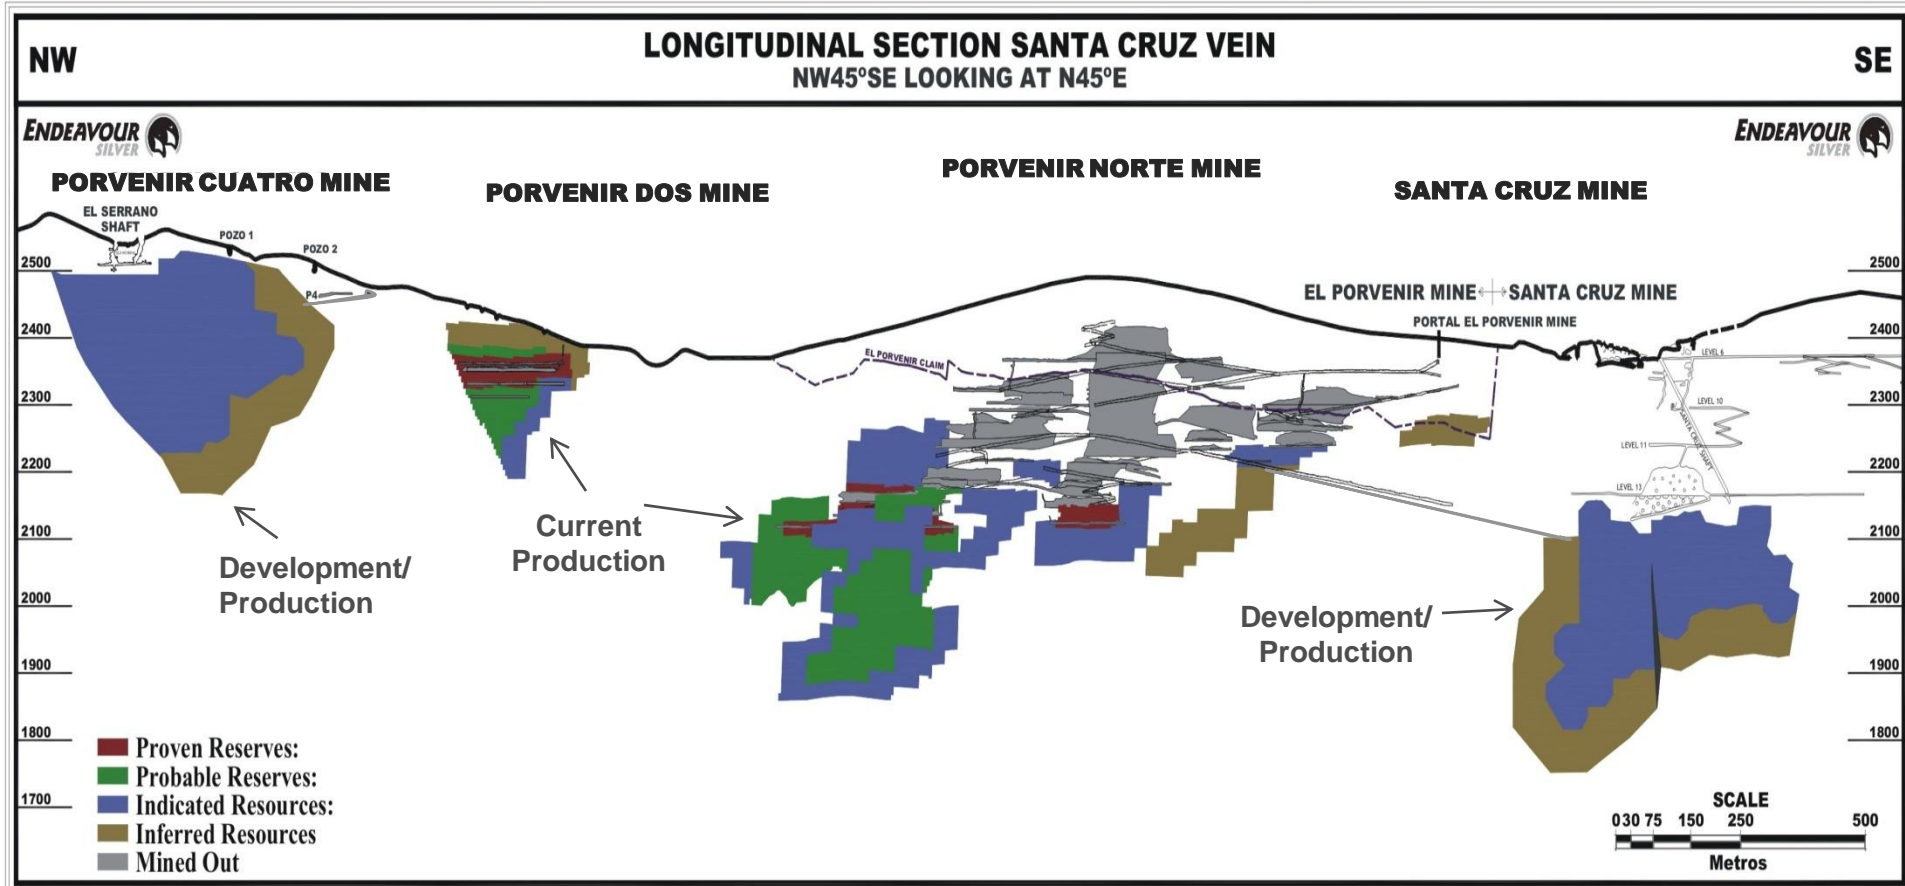 NW
LONGITUDINAL SECTION SANTA CRUZ VEIN
SE
NW45ºSE LOOKING AT N45ºE
ENDEAVOUR
SILVER
ENDEAVOUR
SILVER
PORVENIR CUATRO MINE
PORVENIR DOS MINE
PORVENIR NORTE MINE
SANTA CRUZ MINE
EL SERRANO
SHAFT
POZO 1
POZO 2
P4
EL PORVENIR MINE
SANTA CRUZ MINE
PORTAL EL PORVENIR MINE
EL PORVENIR CLAIM
LEVEL 6
LEVEL 10
LEVEL 11
LEVEL 13
SANTA CRUZ SHAFT
2500
2400
2300
2200
2100
2000
1900
1800
1700
2500
2400
2300
2200
2100
2000
1900
1800
Development/
Production
Current
Production
Development/
Production
Proven Reserves:
Probable Reserves:
Indicated Resources:
Inferred Resources
Mined Out
SCALE
0 30 75 150 250 500
Metros